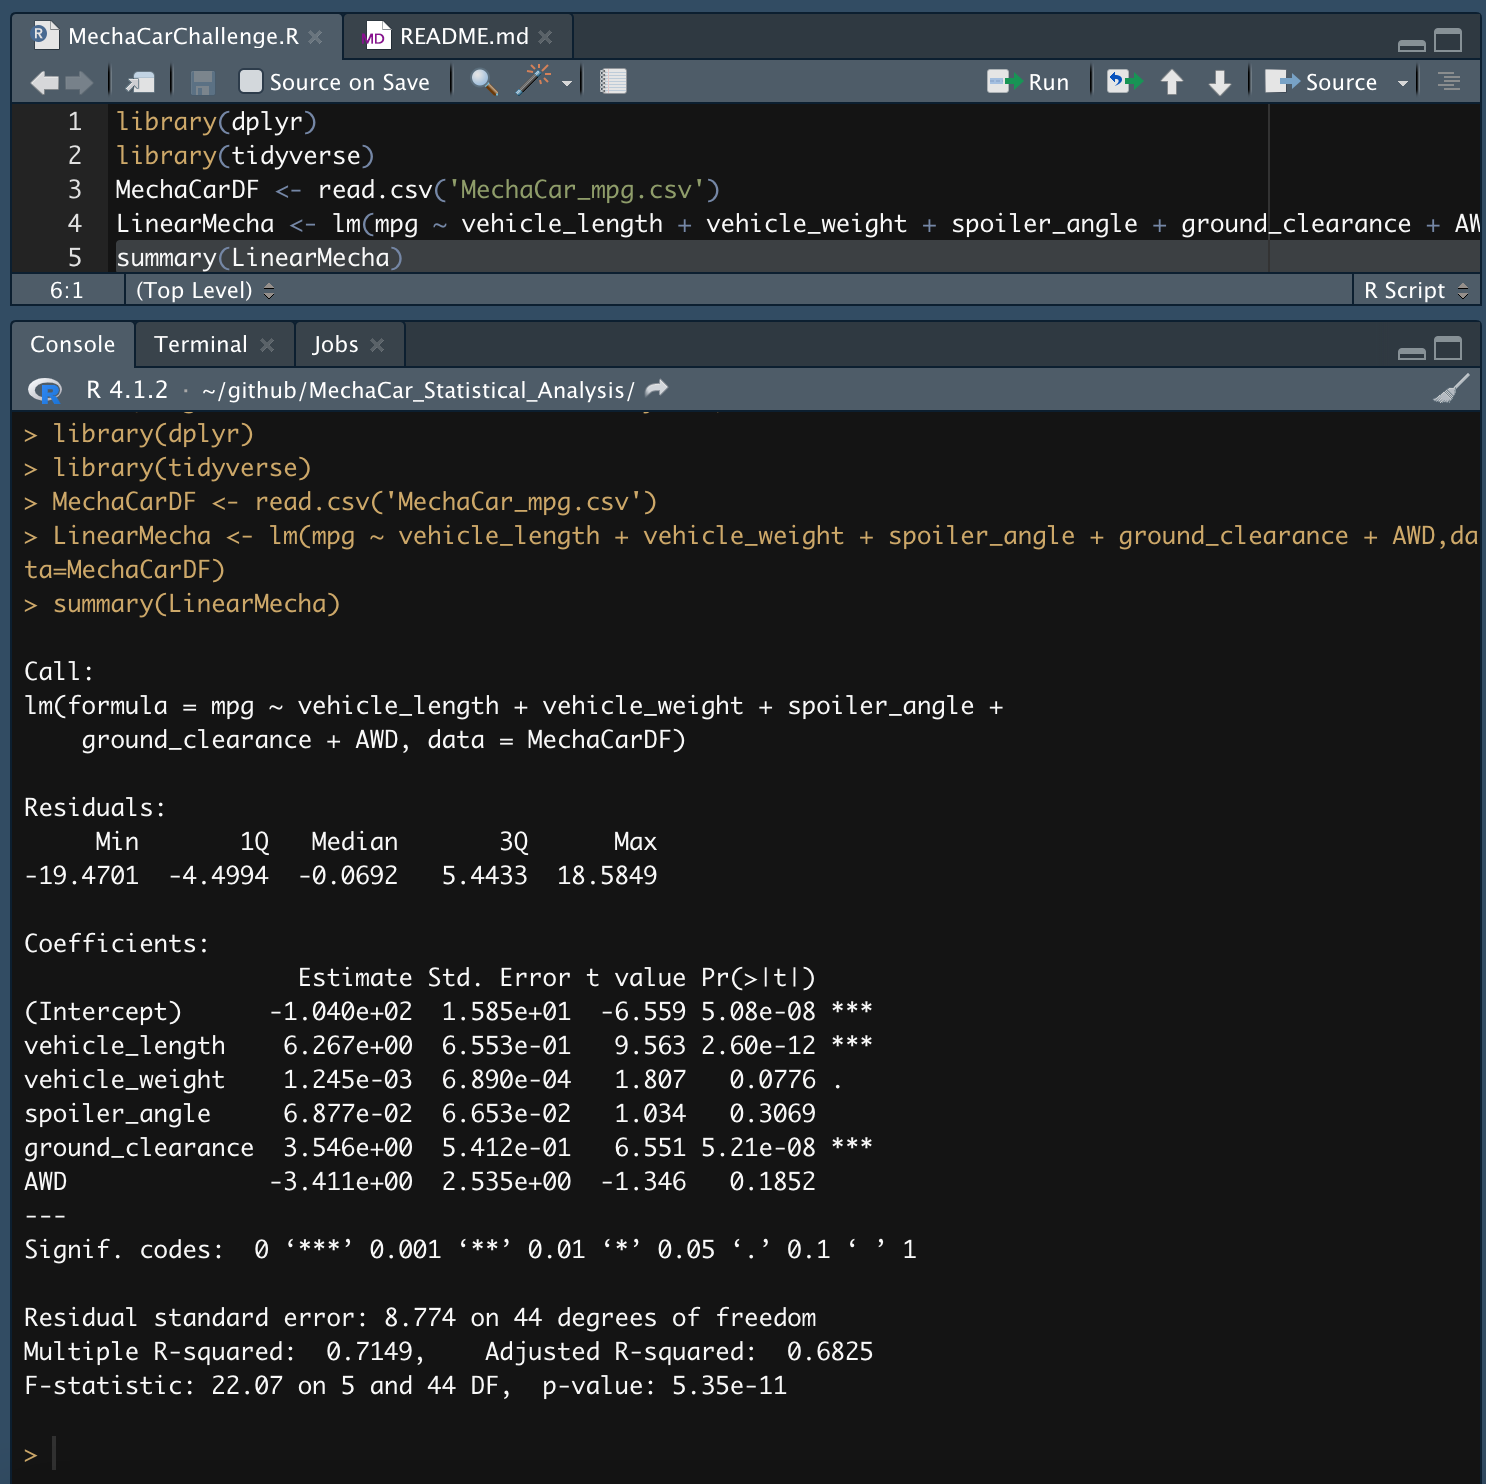 MechaCarChallenge.R
README.md
Source on Save
Run
Source
1 library(dplyr)
2 library(tidyverse)
3 MechaCarDF <- read.csv('MechaCar_mpg.csv')
4 LinearMecha <- lm(mpg ~ vehicle_length + vehicle_weight + spoiler_angle + ground_clearance + AW
5 summary(LinearMecha)
6:1 (Top Level) R Script
Console Terminal Jobs
R 4.1.2 · ~/github/MechaCar_Statistical_Analysis/
> library(dplyr)
> library(tidyverse)
> MechaCarDF <- read.csv('MechaCar_mpg.csv')
> LinearMecha <- lm(mpg ~ vehicle_length + vehicle_weight + spoiler_angle + ground_clearance + AWD,da
ta=MechaCarDF)
> summary(LinearMecha)
Call:
lm(formula = mpg ~ vehicle_length + vehicle_weight + spoiler_angle +
    ground_clearance + AWD, data = MechaCarDF)
Residuals:
     Min       1Q   Median       3Q      Max
-19.4701  -4.4994  -0.0692   5.4433  18.5849
Coefficients:
                   Estimate Std. Error t value Pr(>|t|)
(Intercept)      -1.040e+02  1.585e+01  -6.559 5.08e-08 ***
vehicle_length    6.267e+00  6.553e-01   9.563 2.60e-12 ***
vehicle_weight    1.245e-03  6.890e-04   1.807   0.0776 .
spoiler_angle     6.877e-02  6.653e-02   1.034   0.3069
ground_clearance  3.546e+00  5.412e-01   6.551 5.21e-08 ***
AWD              -3.411e+00  2.535e+00  -1.346   0.1852
---
Signif. codes:  0 ‘***’ 0.001 ‘**’ 0.01 ‘*’ 0.05 ‘.’ 0.1 ‘ ’ 1
Residual standard error: 8.774 on 44 degrees of freedom
Multiple R-squared:  0.7149,    Adjusted R-squared:  0.6825
F-statistic: 22.07 on 5 and 44 DF,  p-value: 5.35e-11
>